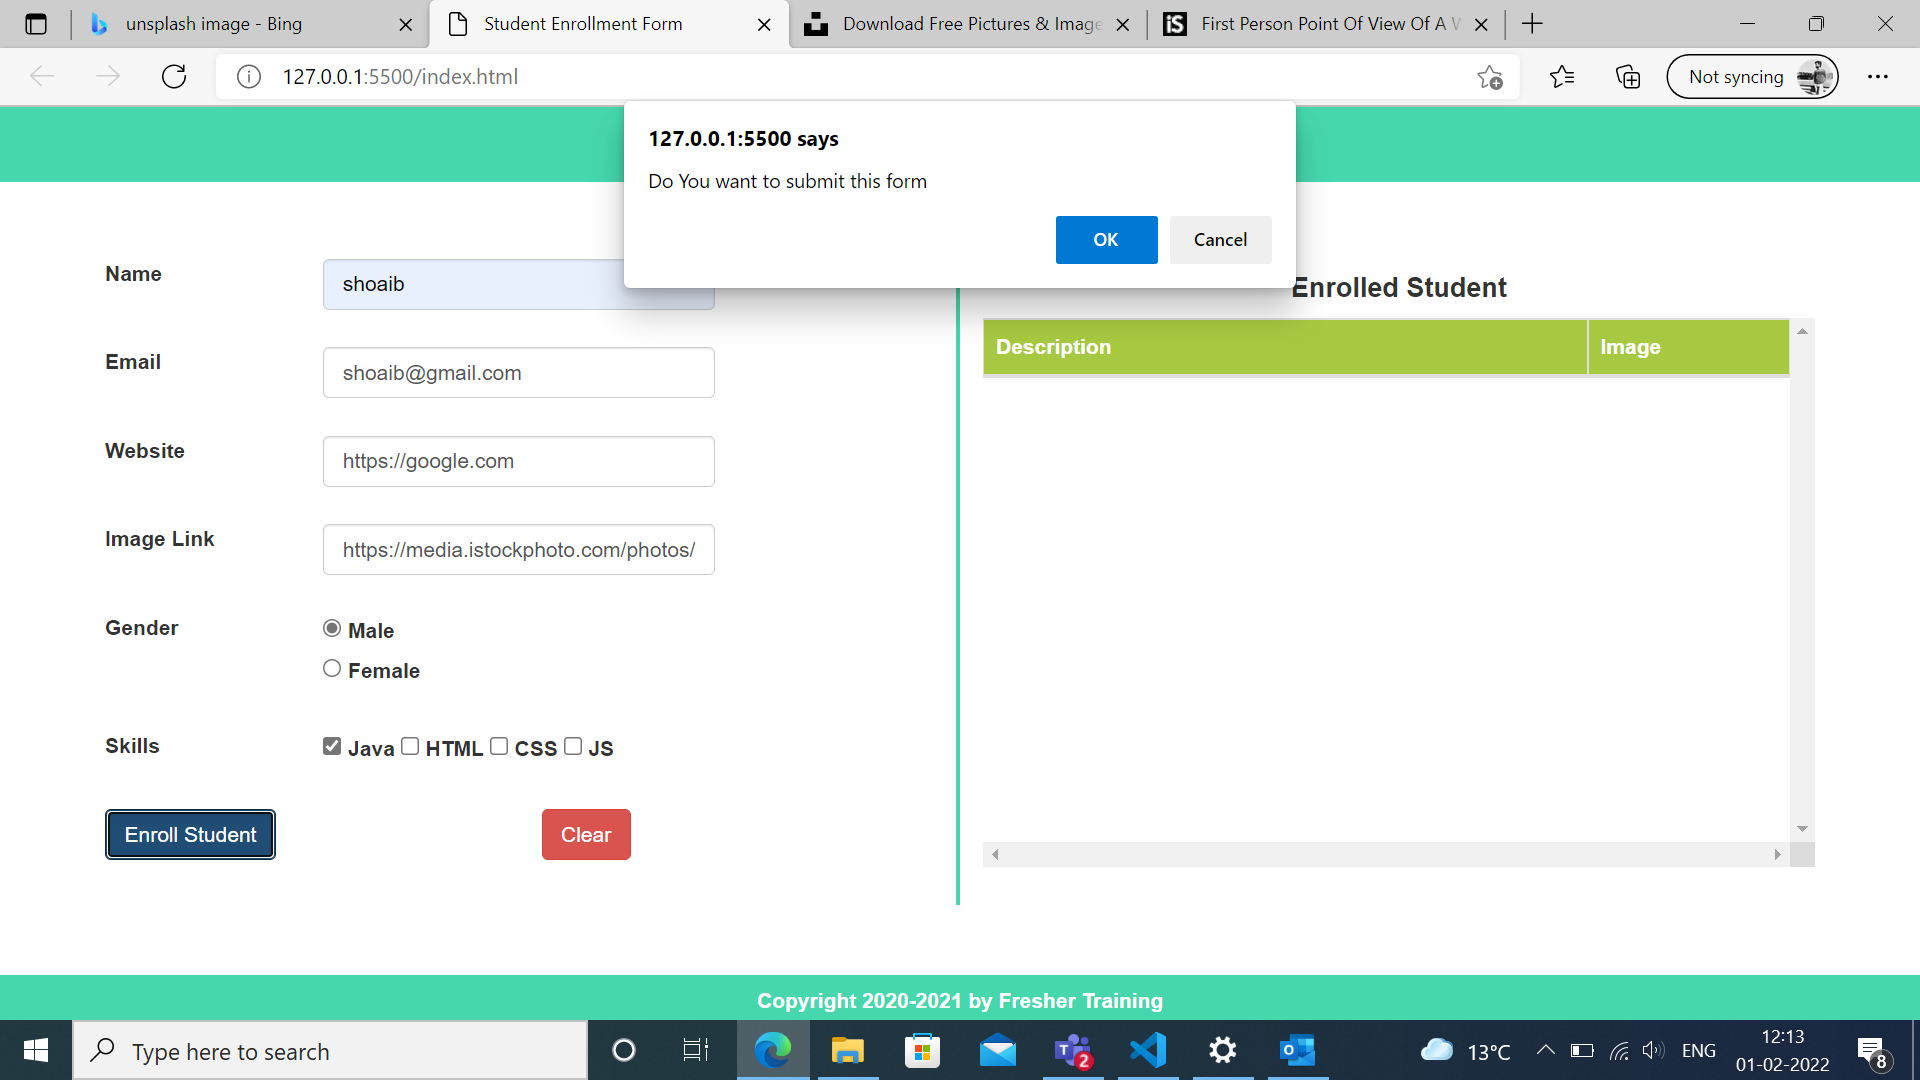 unsplash image - Bing
Student Enrollment Form
Download Free Pictures & Image
First Person Point Of View Of A V
127.0.0.1:5500/index.html
Not syncing
127.0.0.1:5500 says
Do You want to submit this form
OK
Cancel
Name
shoaib
Email
shoaib@gmail.com
Website
https://google.com
Image Link
https://media.istockphoto.com/photos/
Gender
Male
Female
Skills
Java HTML CSS JS
Enroll Student
Clear
Enrolled Student
Description Image
Copyright 2020-2021 by Fresher Training
Type here to search
T
2
13°C
ENG
12:13
01-02-2022
8